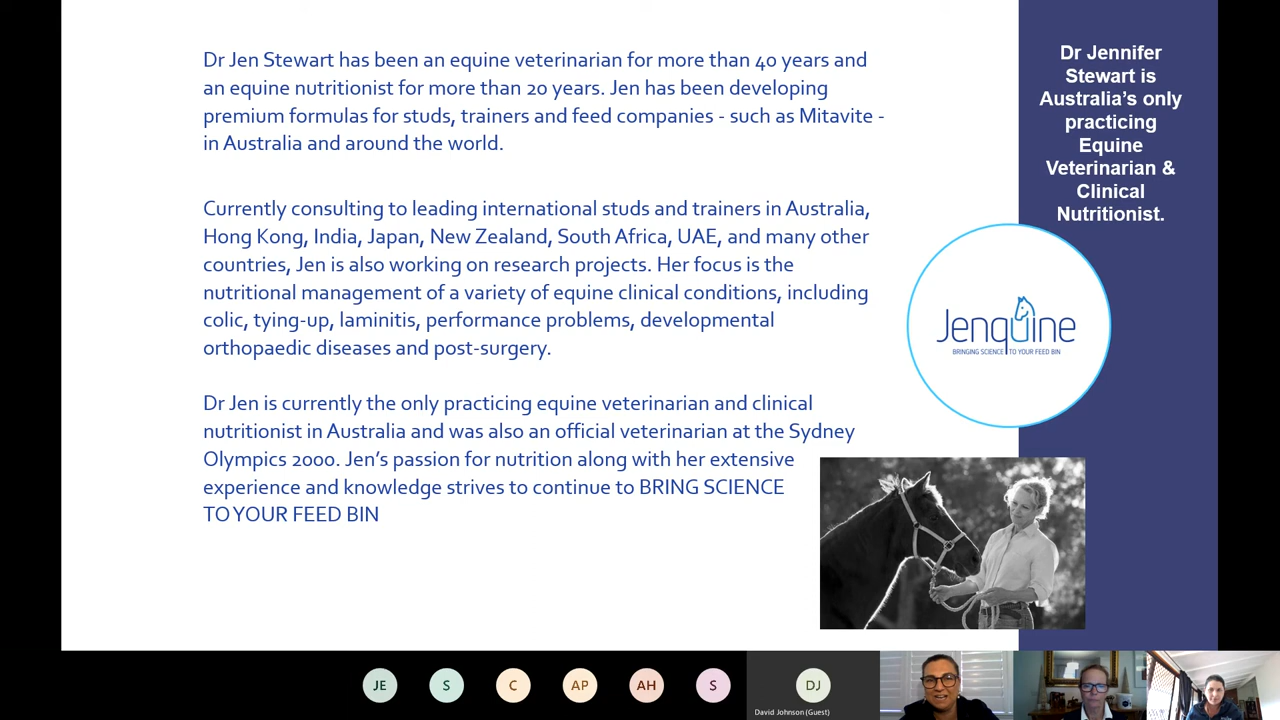 Dr Jen Stewart has been an equine veterinarian for more than 40 years and
an equine nutritionist for more than 20 years. Jen has been developing
premium formulas for studs, trainers and feed companies - such as Mitavite -
in Australia and around the world.
Currently consulting to leading international studs and trainers in Australia,
Hong Kong, India, Japan, New Zealand, South Africa, UAE, and many other
countries, Jen is also working on research projects. Her focus is the
nutritional management of a variety of equine clinical conditions, including
colic, tying-up, laminitis, performance problems, developmental
orthopaedic diseases and post-surgery.
Dr Jen is currently the only practicing equine veterinarian and clinical
nutritionist in Australia and was also an official veterinarian at the Sydney
Olympics 2000. Jen's passion for nutrition along with her extensive
experience and knowledge strives to continue to BRING SCIENCE
TO YOUR FEED BIN
Dr Jennifer
Stewart is
Australia's only
practicing
Equine
Veterinarian &
Clinical
Nutritionist.
Jenquine
BRINGING SCIENCE TO YOUR FEED BIN
JE
S
C
AP
AH
S
DJ
David Johnson (Guest)